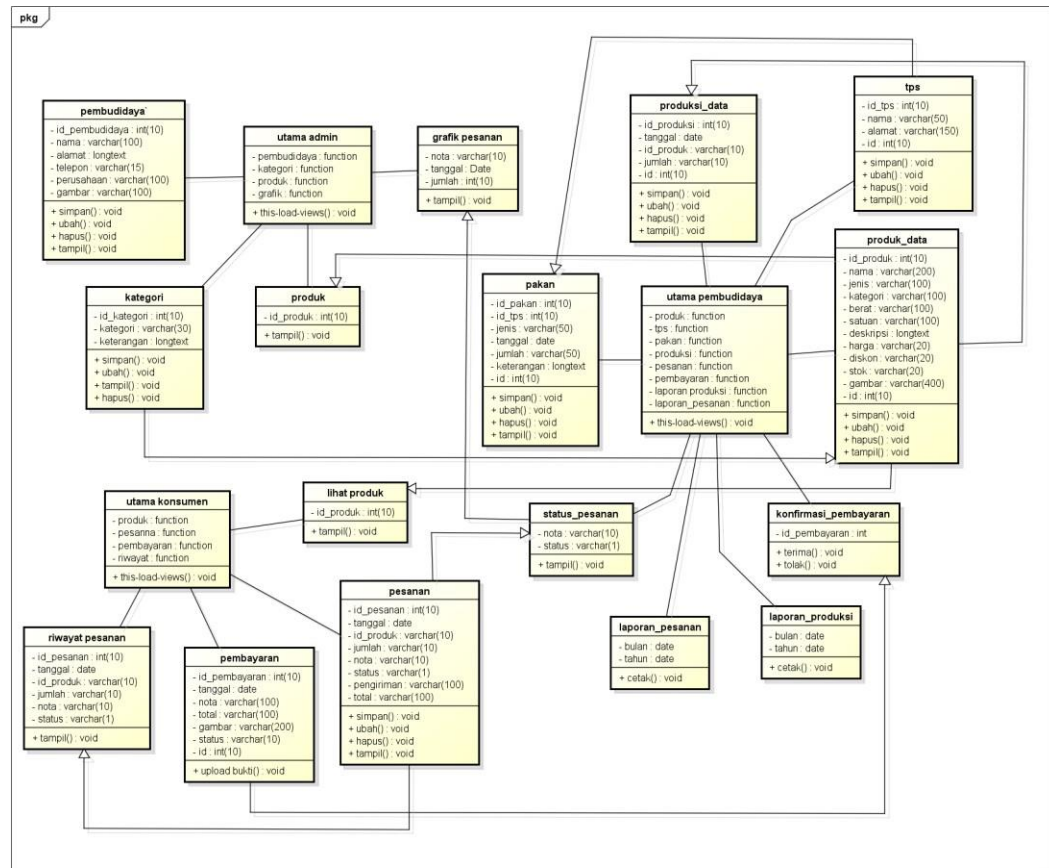 pkg
pembudidaya`
- id_pembudidaya : int(10)
- nama : varchar(100)
- alamat : longtext
- telepon : varchar(15)
- perusahaan : varchar(100)
- gambar : varchar(100)
+ simpan() : void
+ ubah() : void
+ hapus() : void
+ tampil() : void
utama admin
- pembudidaya : function
- kategori : function
- produk : function
- grafik : function
+ this-load-views() : void
grafik pesanan
- nota : varchar(10)
- tanggal : Date
- jumlah : int(10)
+ tampil() : void
produksi_data
- id_produksi : int(10)
- tanggal : date
- id_produk : varchar(10)
- jumlah : varchar(10)
- id : int(10)
+ simpan() : void
+ ubah() : void
+ hapus() : void
+ tampil() : void
tps
- id_tps : int(10)
- nama : varchar(50)
- alamat : varchar(150)
- id : int(10)
+ simpan() : void
+ ubah() : void
+ hapus() : void
+ tampil() : void
kategori
- id_kategori : int(10)
- kategori : varchar(30)
- keterangan : longtext
+ simpan() : void
+ ubah() : void
+ tampil() : void
+ hapus() : void
produk
- id_produk : int(10)
+ tampil() : void
pakan
- id_pakan : int(10)
- id_tps : int(10)
- jenis : varchar(50)
- tanggal : date
- jumlah : varchar(50)
- keterangan : longtext
- id : int(10)
+ simpan() : void
+ ubah() : void
+ hapus() : void
+ tampil() : void
utama pembudidaya
- produk : function
- tps : function
- pakan : function
- produksi : function
- pesanan : function
- pembayaran : function
- laporan produksi : function
- laporan_pesanan : function
+ this-load-views() : void
produk_data
- id_produk : int(10)
- nama : varchar(200)
- jenis : varchar(100)
- kategori : varchar(100)
- berat : varchar(100)
- satuan : varchar(100)
- deskripsi : longtext
- harga : varchar(20)
- diskon : varchar(20)
- stok : varchar(20)
- gambar : varchar(400)
- id : int(10)
+ simpan() : void
+ ubah() : void
+ hapus() : void
+ tampil() : void
utama konsumen
- produk : function
- pesanna : function
- pembayaran : function
- riwayat : function
+ this-load-views() : void
lihat produk
- id_produk : int(10)
+ tampil() : void
status_pesanan
- nota : varchar(10)
- status : varchar(1)
+ tampil() : void
konfirmasi_pembayaran
- id_pembayaran : int
+ terima() : void
+ tolak() : void
riwayat pesanan
- id_pesanan : int(10)
- tanggal : date
- id_produk : varchar(10)
- jumlah : varchar(10)
- nota : varchar(10)
- status : varchar(1)
+ tampil() : void
pembayaran
- id_pembayaran : int(10)
- tanggal : date
- nota : varchar(100)
- total : varchar(100)
- gambar : varchar(200)
- status : varchar(10)
- id : int(10)
+ upload bukti() : void
pesanan
- id_pesanan : int(10)
- tanggal : date
- id_produk : varchar(10)
- jumlah : varchar(10)
- nota : varchar(10)
- status : varchar(1)
- pengiriman : varchar(100)
- total : varchar(100)
+ simpan() : void
+ ubah() : void
+ hapus() : void
+ tampil() : void
laporan_pesanan
- bulan : date
- tahun : date
+ cetak() : void
laporan_produksi
- bulan : date
- tahun : date
+ cetak() : void